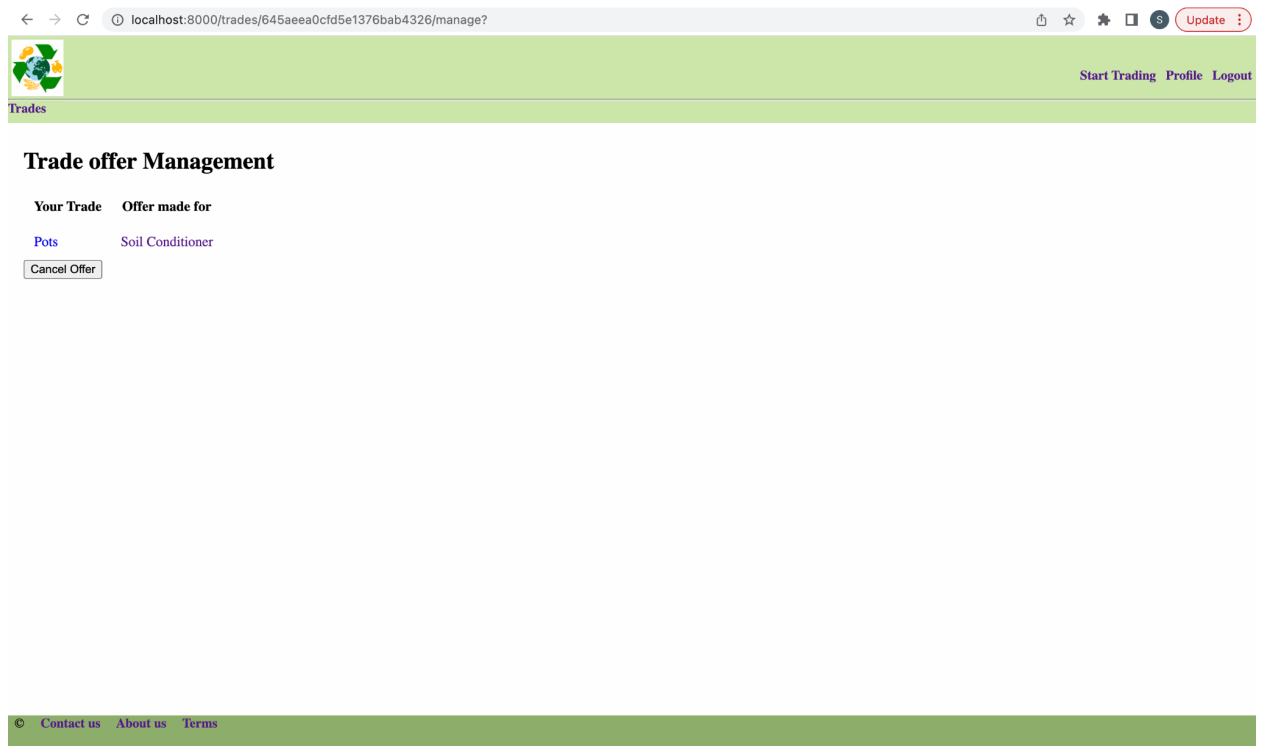 localhost:8000/trades/645aeea0cfd5e1376bab4326/manage?
S
Update
Start Trading Profile Logout
Trades
Trade offer Management
Your Trade Offer made for
Pots Soil Conditioner
Cancel Offer
© Contact us About us Terms